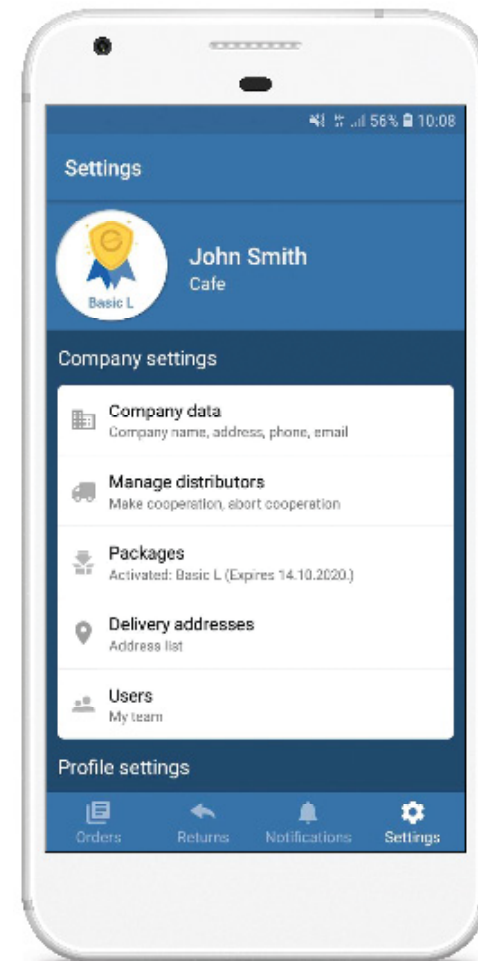 56% 10:08
Settings
John Smith
Cafe
Basic L
Company settings
Company data
Company name, address, phone, email
Manage distributors
Make cooperation, abort cooperation
Packages
Activated: Basic L (Expires 14.10.2020.)
Delivery addresses
Address list
Users
My team
Profile settings
Orders Returns Notifications Settings